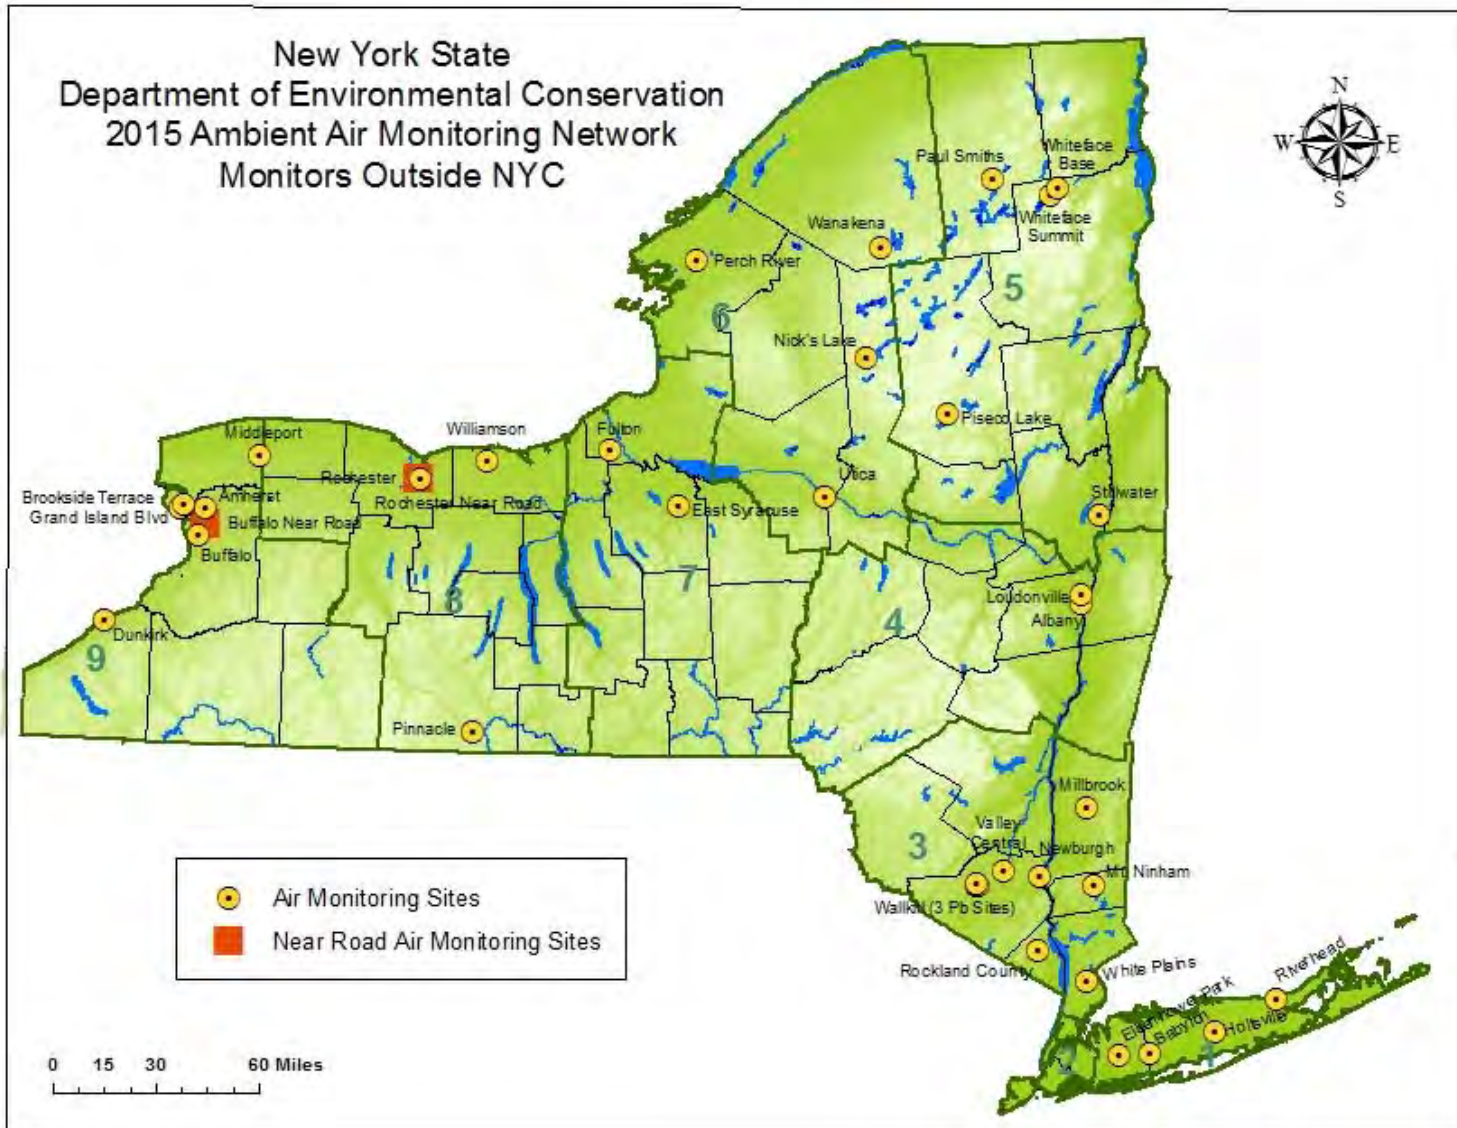 New York State
Department of Environmental Conservation
2015 Ambient Air Monitoring Network
Monitors Outside NYC
N
W
E
S
Paul Smiths
Whiteface
Base
Whiteface
Summit
Wanakena
Perch River
5
6
Nick's Lake
Piseco Lake
Middleport
Williamson
Fulton
Rochester
Rochester Near Road
Utica
Stillwater
Brookside Terrace
Grand Island Blvd
Amherst
Buffalo Near Road
Buffalo
East Syracuse
7
8
4
Loudonville
Albany
Dunkirk
9
Pinnacle
Millbrook
3
Valley
Central
Newburgh
Mt. Ninham
Wallkill (3 Pb Sites)
Rockland County
White Plains
Riverhead
Eisenhower Park
Babylon
Holtsville
2
1
Air Monitoring Sites
Near Road Air Monitoring Sites
0 15 30 60 Miles